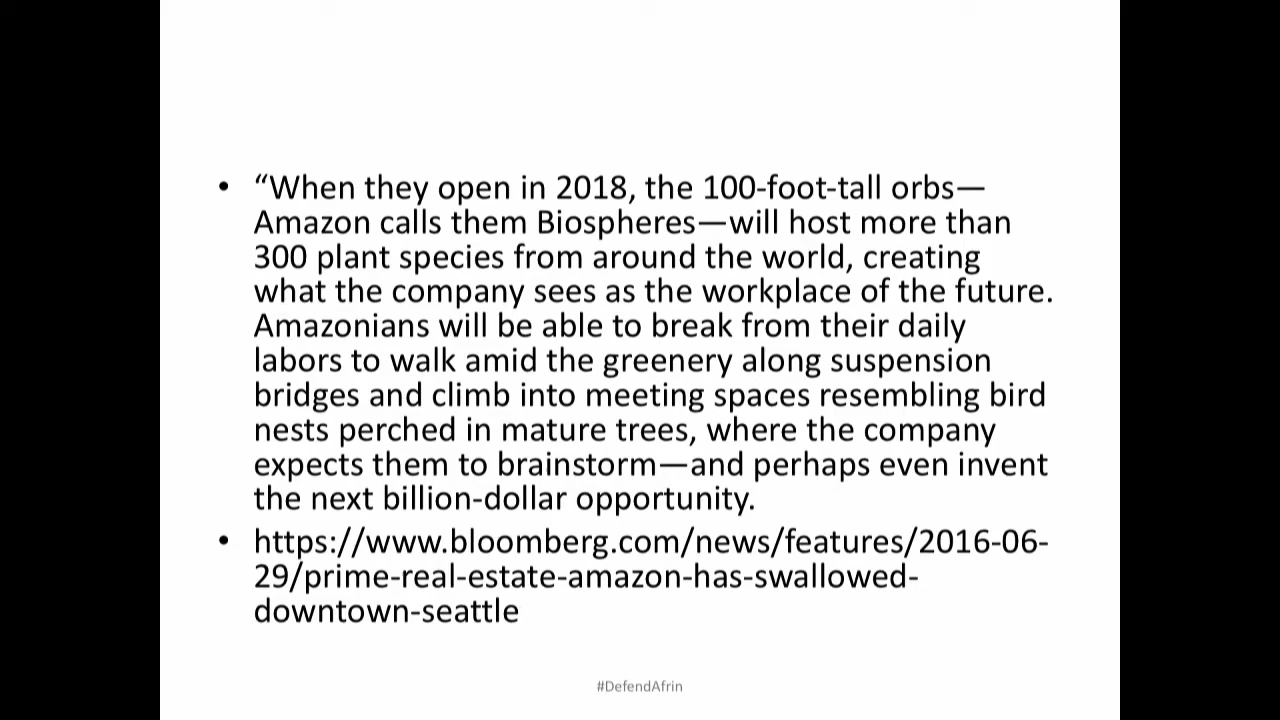 • “When they open in 2018, the 100-foot-tall orbs—
Amazon calls them Biospheres—will host more than
300 plant species from around the world, creating
what the company sees as the workplace of the future.
Amazonians will be able to break from their daily
labors to walk amid the greenery along suspension
bridges and climb into meeting spaces resembling bird
nests perched in mature trees, where the company
expects them to brainstorm—and perhaps even invent
the next billion-dollar opportunity.
• https://www.bloomberg.com/news/features/2016-06-
29/prime-real-estate-amazon-has-swallowed-
downtown-seattle
#DefendAfrin